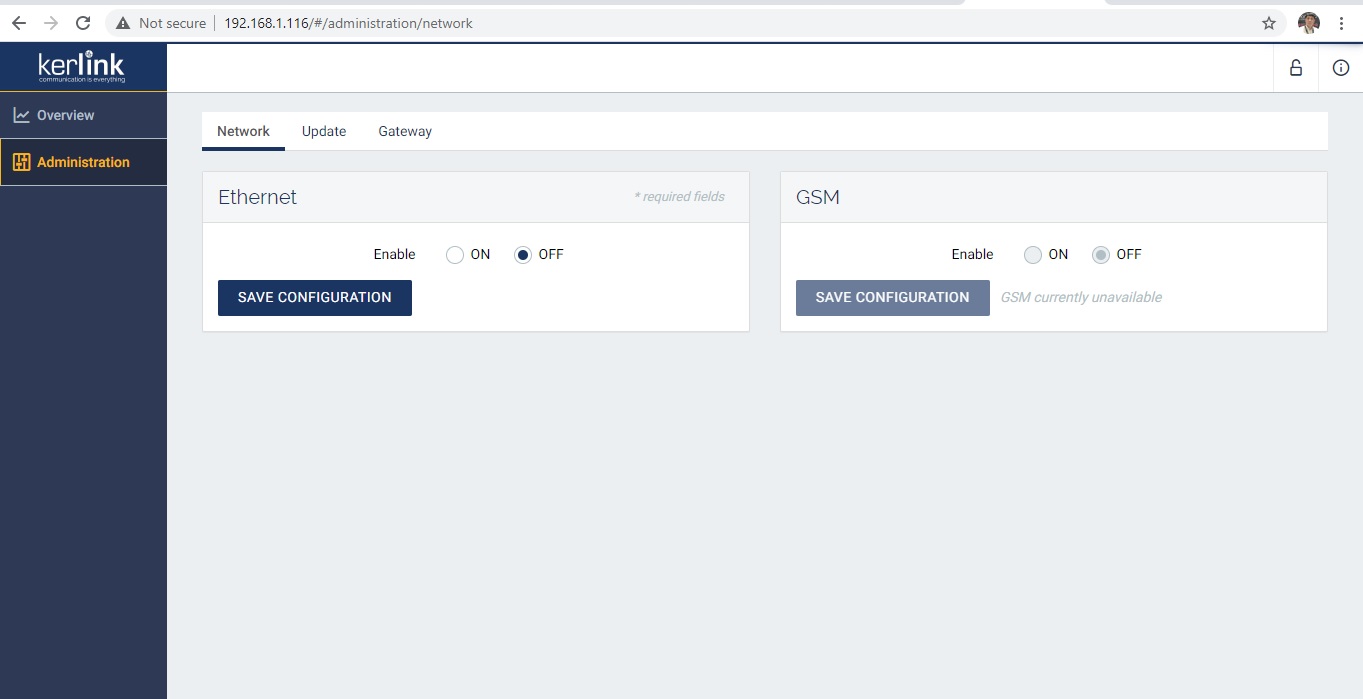 Not secure
192.168.1.116/#/administration/network
kerlink
communication is everything
Overview
Administration
Network Update Gateway
Ethernet
* required fields
Enable ON OFF
SAVE CONFIGURATION
GSM
Enable ON OFF
SAVE CONFIGURATION GSM currently unavailable